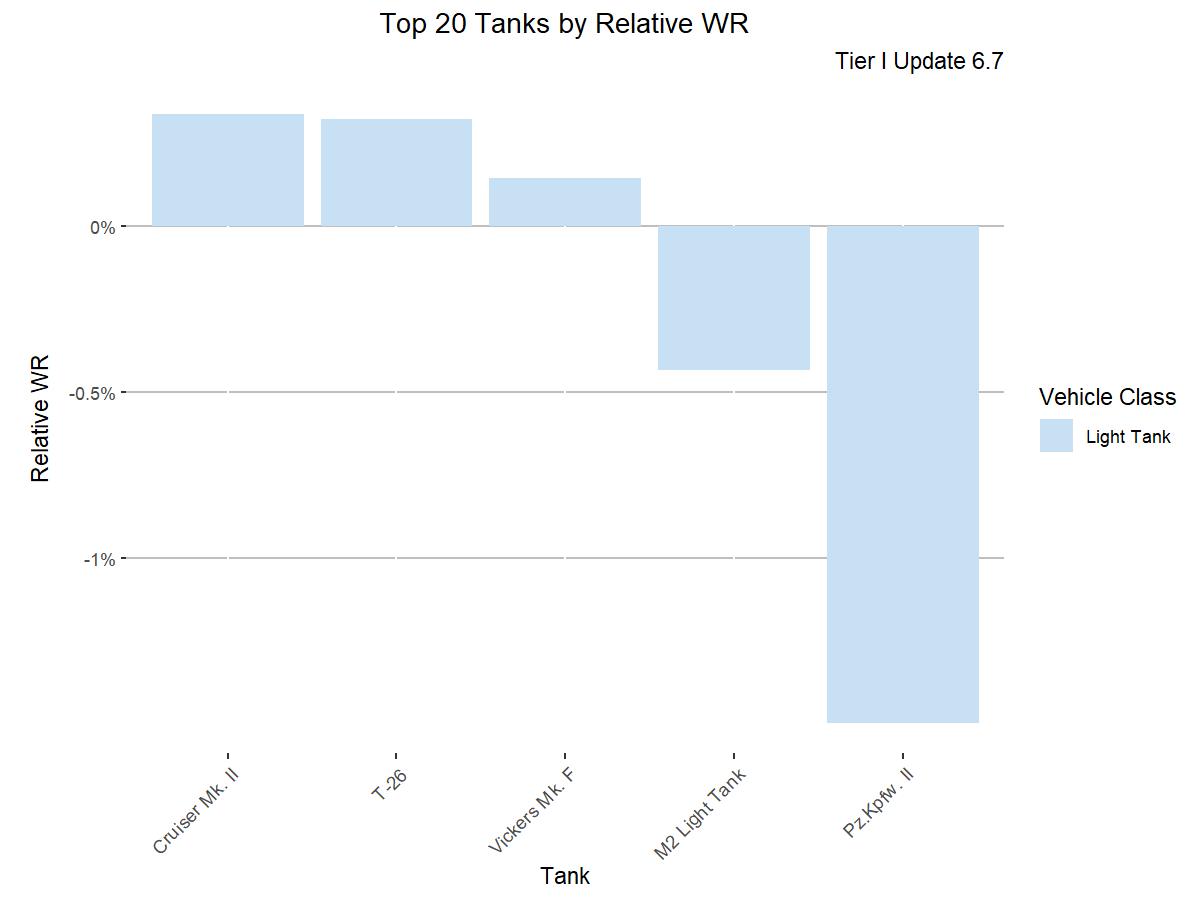 Top 20 Tanks by Relative WR
Tier I Update 6.7
0%
-0.5%
-1%
Relative WR
Cruiser Mk. II
T-26
Vickers Mk. F
M2 Light Tank
Pz.Kpfw. II
Tank
Vehicle Class
Light Tank